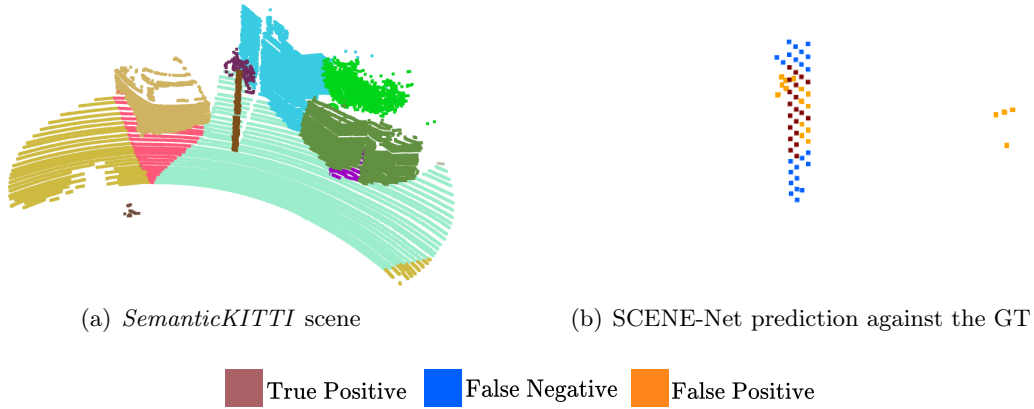 (a) SemanticKITTI scene
(b) SCENE-Net prediction against the GT
True Positive
False Negative
False Positive